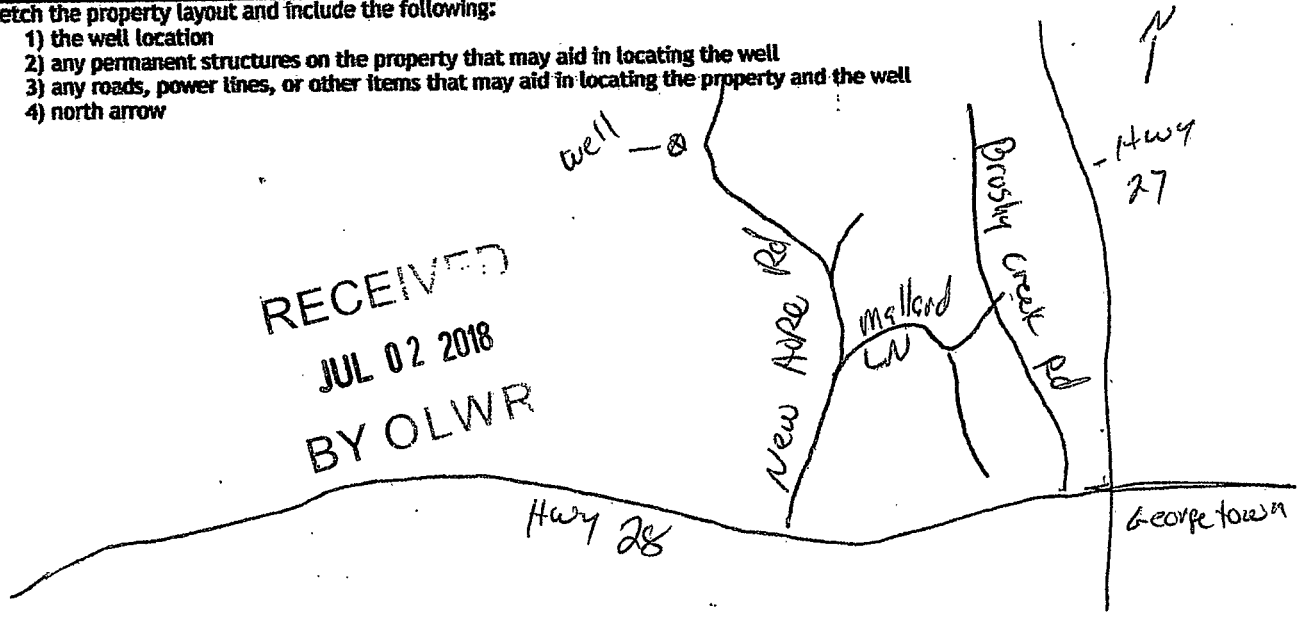 etch the property layout and include the following:
1) the well location
2) any permanent structures on the property that may aid in locating the well
3) any roads, power lines, or other items that may aid in locating the property and the well
4) north arrow
N
well
Hwy
27
Brushy Creek Rd
New Hope Rd
Mallard
LN
RECEIVED
JUL 02 2018
BY OLWR
Hwy 28
Georgetown